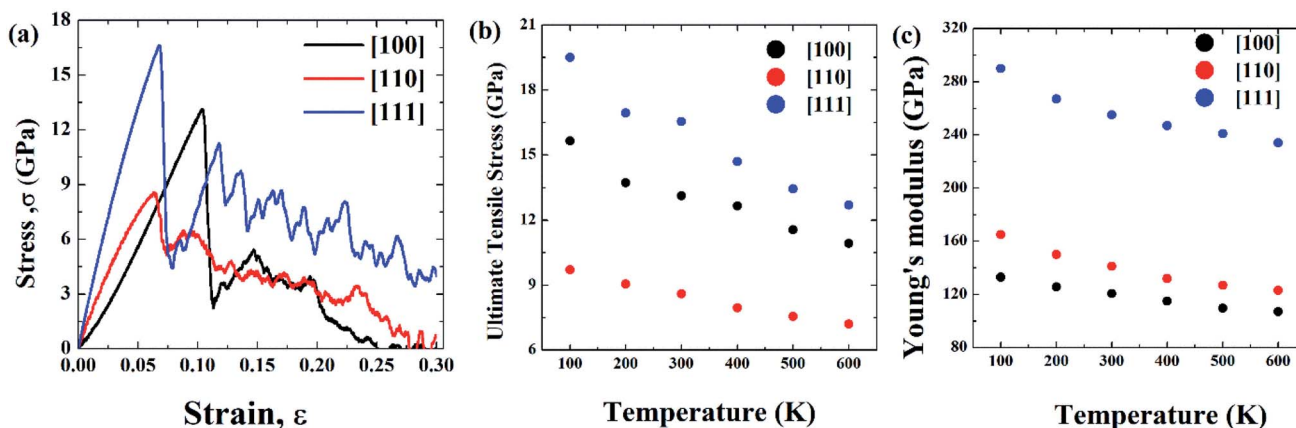 (a)
Stress ,σ (GPa)
18
15
12
9
6
3
0
[100]
[110]
[111]
0.00 0.05 0.10 0.15 0.20 0.25 0.30
Strain, ε
(b)
Ultimate Tensile Stress (GPa)
21
18
15
12
9
6
[100]
[110]
[111]
100 200 300 400 500 600
Temperature (K)
(c)
Young's modulus (GPa)
320
280
240
200
160
120
80
[100]
[110]
[111]
100 200 300 400 500 600
Temperature (K)